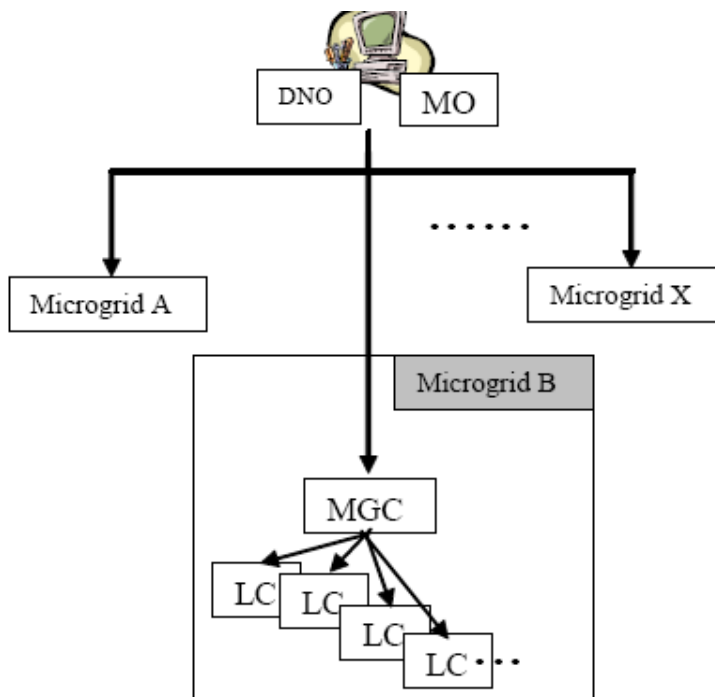 DNO
MO
......
Microgrid A
Microgrid X
Microgrid B
MGC
LC
LC
LC
LC...